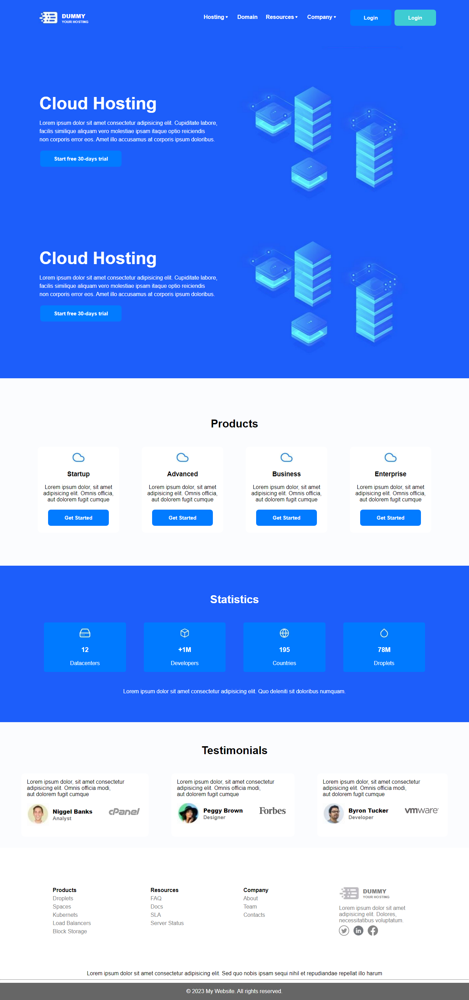 DUMMY
YOUR HOSTING
Hosting
Domain
Resources
Company
Login
Login
Cloud Hosting
Lorem ipsum dolor sit amet consectetur adipisicing elit. Cupiditate labore,
facilis similique aliquam vero molestiae ipsam itaque optio reiciendis
non corporis error eos. Amet illo accusamus at corporis ipsum doloribus.
Start free 30-days trial
Cloud Hosting
Lorem ipsum dolor sit amet consectetur adipisicing elit. Cupiditate labore,
facilis similique aliquam vero molestiae ipsam itaque optio reiciendis
non corporis error eos. Amet illo accusamus at corporis ipsum doloribus.
Start free 30-days trial
Products
Startup
Lorem ipsum dolor, sit amet
adipisicing elit. Omnis officia,
aut dolorem fugit cumque
Get Started
Advanced
Lorem ipsum dolor, sit amet
adipisicing elit. Omnis officia,
aut dolorem fugit cumque
Get Started
Business
Lorem ipsum dolor, sit amet
adipisicing elit. Omnis officia,
aut dolorem fugit cumque
Get Started
Enterprise
Lorem ipsum dolor, sit amet
adipisicing elit. Omnis officia,
aut dolorem fugit cumque
Get Started
Statistics
12
Datacenters
+1M
Developers
195
Countries
78M
Droplets
Lorem ipsum dolor sit amet consectetur adipisicing elit. Quo deleniti sit doloribus numquam.
Testimonials
Lorem ipsum dolor, sit amet consectetur
adipisicing elit. Omnis officia modi,
aut dolorem fugit cumque
Niggel Banks
Analyst
cPanel
Lorem ipsum dolor, sit amet consectetur
adipisicing elit. Omnis officia modi,
aut dolorem fugit cumque
Peggy Brown
Designer
Forbes
Lorem ipsum dolor, sit amet consectetur
adipisicing elit. Omnis officia modi,
aut dolorem fugit cumque
Byron Tucker
Developer
vmware®
Products
Droplets
Spaces
Kubernets
Load Balancers
Block Storage
Resources
FAQ
Docs
SLA
Server Status
Company
About
Team
Contacts
DUMMY
YOUR HOSTING
Lorem ipsum dolor sit amet
adipisicing elit. Dolores,
necessitatibus voluptatum.
in
Lorem ipsum dolor sit amet consectetur adipisicing elit. Sed quo nobis ipsam sequi nihil et repudiandae repellat illo harum
© 2023 My Website. All rights reserved.